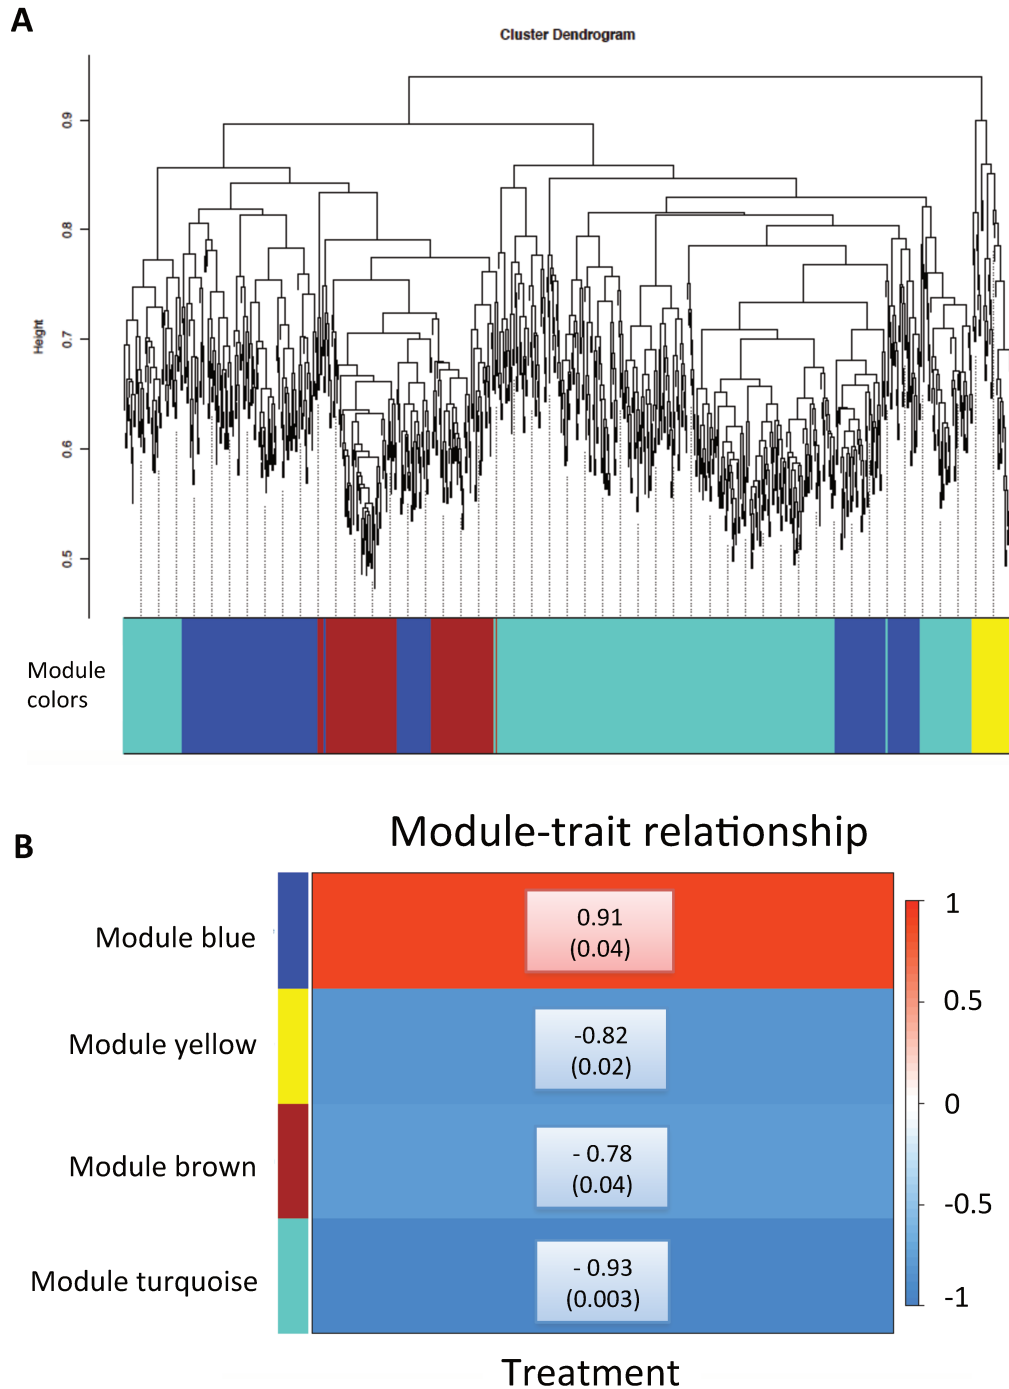 A
Cluster Dendrogram
Height
0.9
0.8
0.7
0.6
0.5
Module
colors
B
Module-trait relationship
Module blue
0.91
(0.04)
Module yellow
-0.82
(0.02)
Module brown
- 0.78
(0.04)
Module turquoise
- 0.93
(0.003)
1
0.5
0
-0.5
-1
Treatment